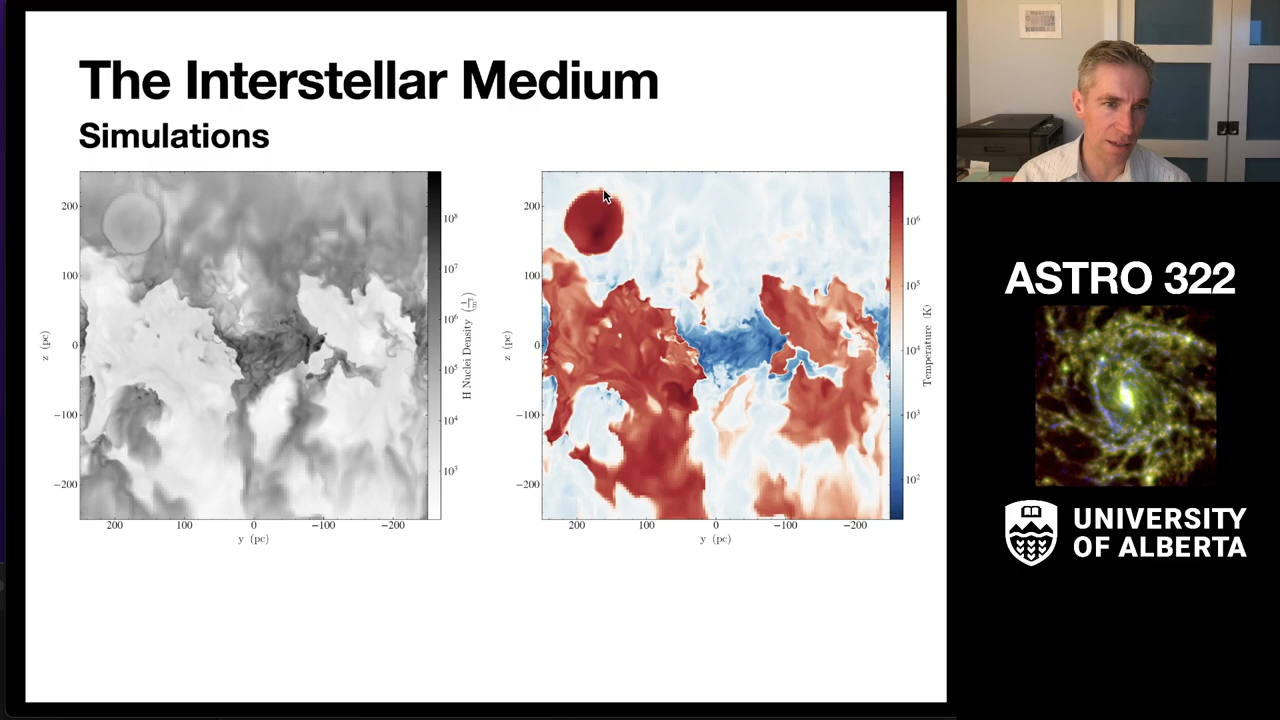 The Interstellar Medium
Simulations
200
100
0
−100
−200
z (pc)
200
100
0
−100
−200
y (pc)
10⁸
10⁷
10⁶
10⁵
10⁴
10³
H Nuclei Density
200
100
0
−100
−200
z (pc)
200
100
0
−100
−200
y (pc)
10⁶
10⁵
10⁴
10³
10²
Temperature (K)
ASTRO 322
UNIVERSITY
OF ALBERTA